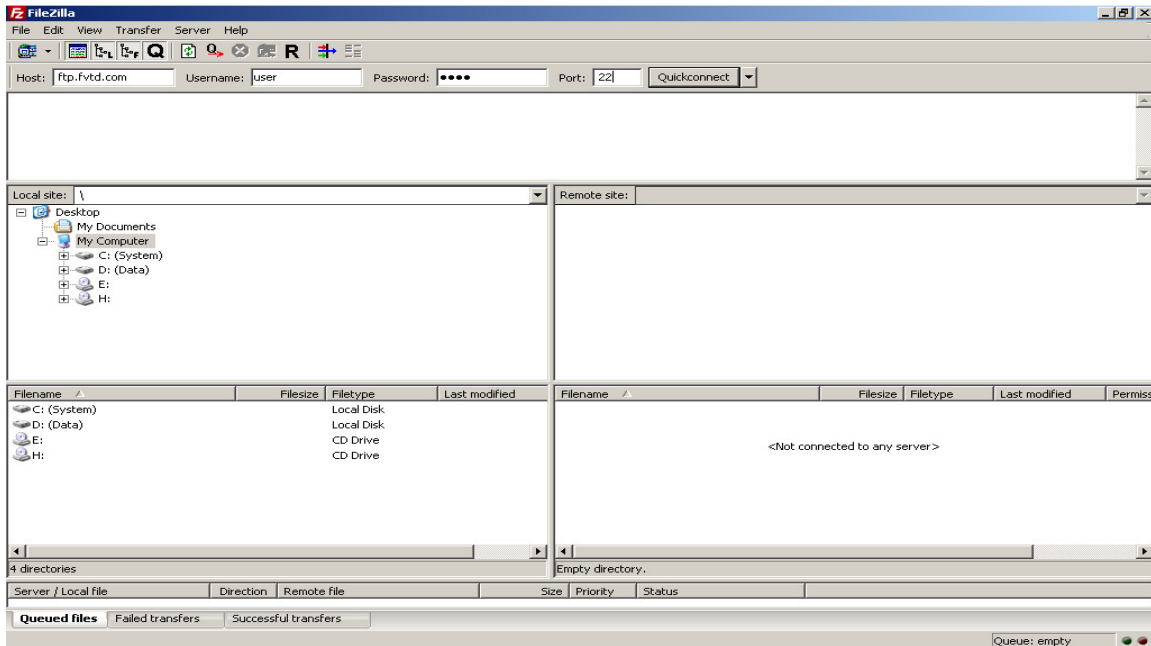 FileZilla
File Edit View Transfer Server Help
R
Host: ftp.fvtd.com Username: user Password: •••• Port: 22 Quickconnect
Local site: \
Desktop
My Documents
My Computer
C: (System)
D: (Data)
E:
H:
Remote site:
Filename Filesize Filetype Last modified
C: (System) Local Disk
D: (Data) Local Disk
E: CD Drive
H: CD Drive
4 directories
Filename Filesize Filetype Last modified Permiss
<Not connected to any server>
Empty directory.
Server / Local file Direction Remote file Size Priority Status
Queued files Failed transfers Successful transfers
Queue: empty